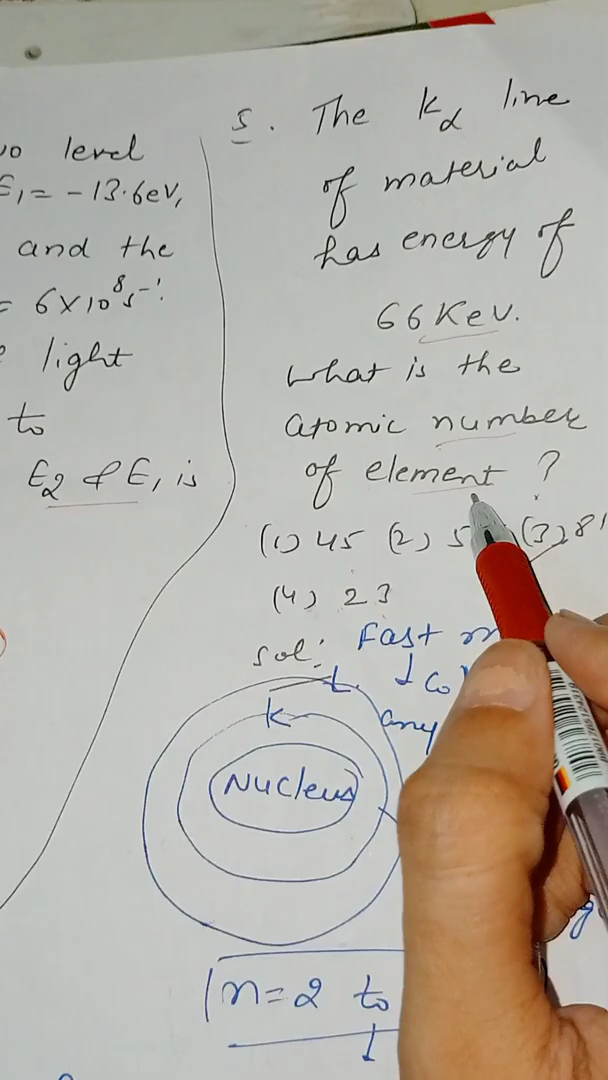 level
E₁ = -13.6eV,
and the
= 6×10⁸s⁻¹.
light
to
E₂ & E₁ is
5. The Kα line
of material
has energy of
66 KeV.
what is the
atomic number
of element ?
(1) 45 (2) 5 (3) 81
(4) 23
Sol: Fast
L
K any
Nucleus
n=2 to